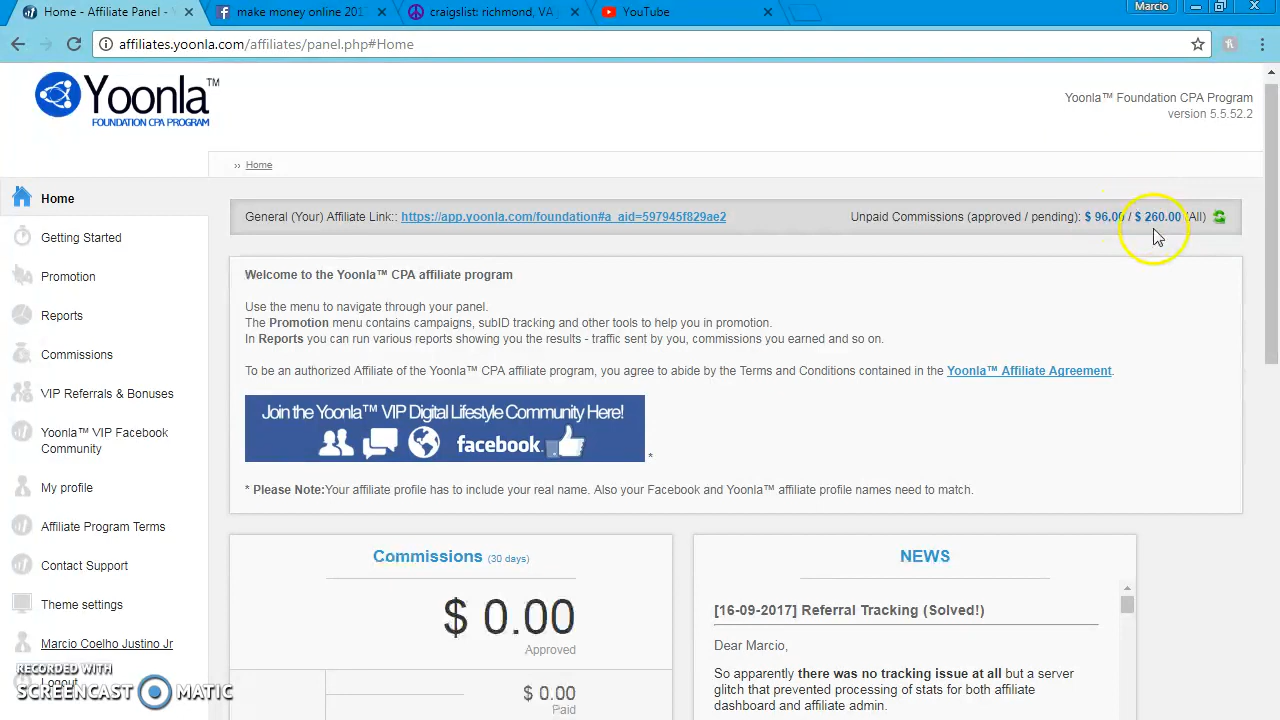 Home - Affiliate Panel -
make money online 201
craigslist: richmond, VA
YouTube
Marcio
affiliates.yoonla.com/affiliates/panel.php#Home
Yoonla™
FOUNDATION CPA PROGRAM
Yoonla™ Foundation CPA Program
version 5.5.52.2
›› Home
Home
General (Your) Affiliate Link:: https://app.yoonla.com/foundation#a_aid=597945f829ae2
Unpaid Commissions (approved / pending): $ 96.00 / $ 260.00 (All)
Getting Started
Promotion
Reports
Commissions
VIP Referrals & Bonuses
Yoonla™ VIP Facebook
Community
My profile
Affiliate Program Terms
Contact Support
Theme settings
Marcio Coelho Justino Jr
Logout
Welcome to the Yoonla™ CPA affiliate program
Use the menu to navigate through your panel.
The Promotion menu contains campaigns, subID tracking and other tools to help you in promotion.
In Reports you can run various reports showing you the results - traffic sent by you, commissions you earned and so on.
To be an authorized Affiliate of the Yoonla™ CPA affiliate program, you agree to abide by the Terms and Conditions contained in the Yoonla™ Affiliate Agreement.
Join the Yoonla™ VIP Digital Lifestyle Community Here!
facebook.
*
* Please Note:Your affiliate profile has to include your real name. Also your Facebook and Yoonla™ affiliate profile names need to match.
Commissions (30 days)
$ 0.00
Approved
$ 0.00
Paid
NEWS
[16-09-2017] Referral Tracking (Solved!)
Dear Marcio,
So apparently there was no tracking issue at all but a server
glitch that prevented processing of stats for both affiliate
dashboard and affiliate admin.
RECORDED WITH
SCREENCAST MATIC